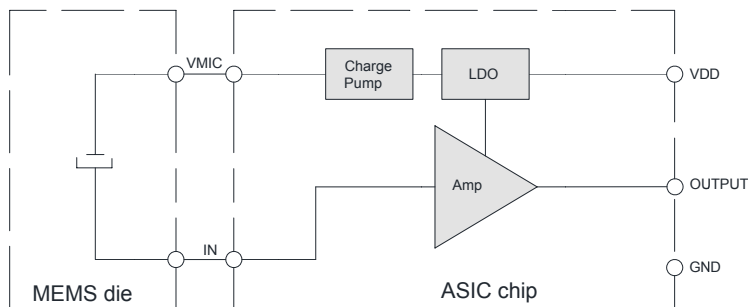 VMIC
Charge
Pump
LDO
VDD
Amp
OUTPUT
IN
GND
MEMS die
ASIC chip